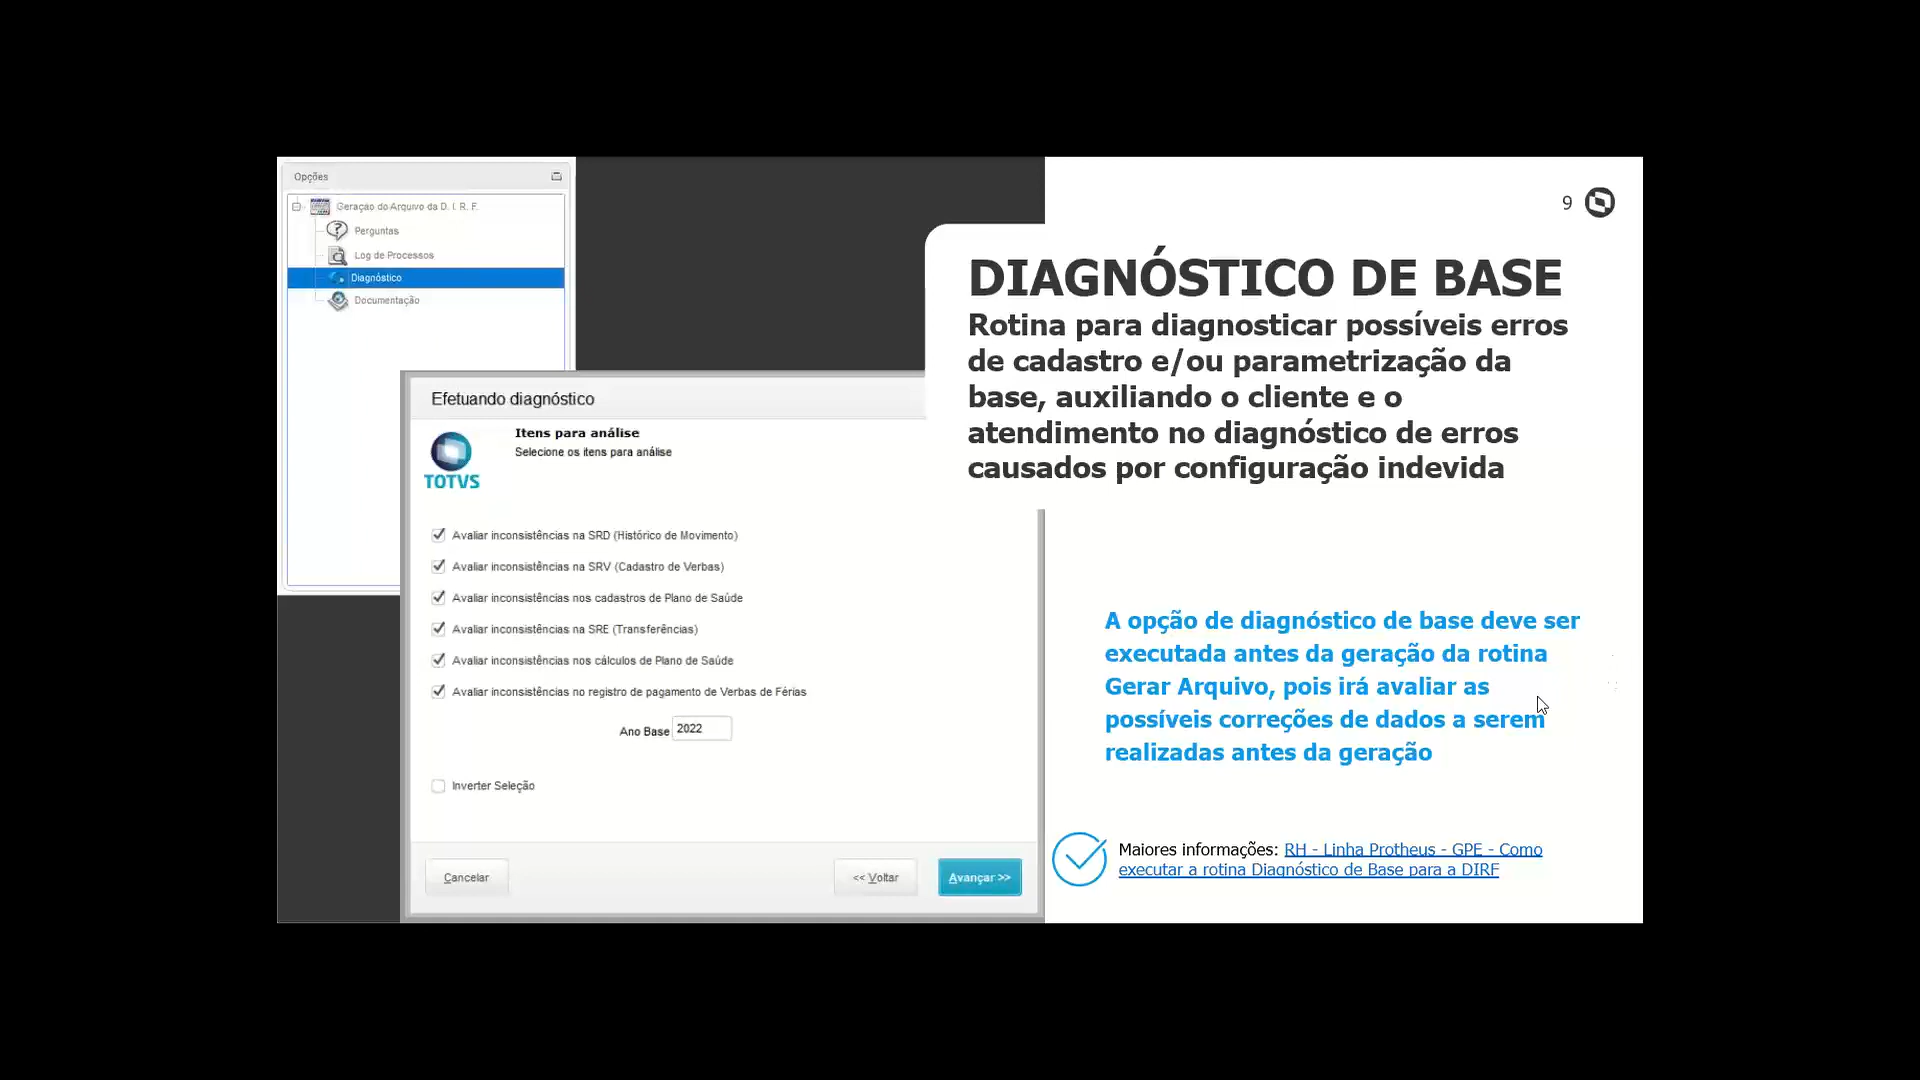 Opções
Geração do Arquivo da D. I. R. F.
Perguntas
Log de Processos
Diagnóstico
Documentação
Efetuando diagnóstico
TOTVS
Itens para análise
Selecione os itens para análise
Avaliar inconsistências na SRD (Histórico de Movimento)
Avaliar inconsistências na SRV (Cadastro de Verbas)
Avaliar inconsistências nos cadastros de Plano de Saúde
Avaliar inconsistências na SRE (Transferências)
Avaliar inconsistências nos cálculos de Plano de Saúde
Avaliar inconsistências no registro de pagamento de Verbas de Férias
Ano Base 2022
Inverter Seleção
Cancelar
<< Voltar
Avançar >>
9
DIAGNÓSTICO DE BASE
Rotina para diagnosticar possíveis erros
de cadastro e/ou parametrização da
base, auxiliando o cliente e o
atendimento no diagnóstico de erros
causados por configuração indevida
A opção de diagnóstico de base deve ser
executada antes da geração da rotina
Gerar Arquivo, pois irá avaliar as
possíveis correções de dados a serem
realizadas antes da geração
Maiores informações: RH - Linha Protheus - GPE - Como
executar a rotina Diagnóstico de Base para a DIRF